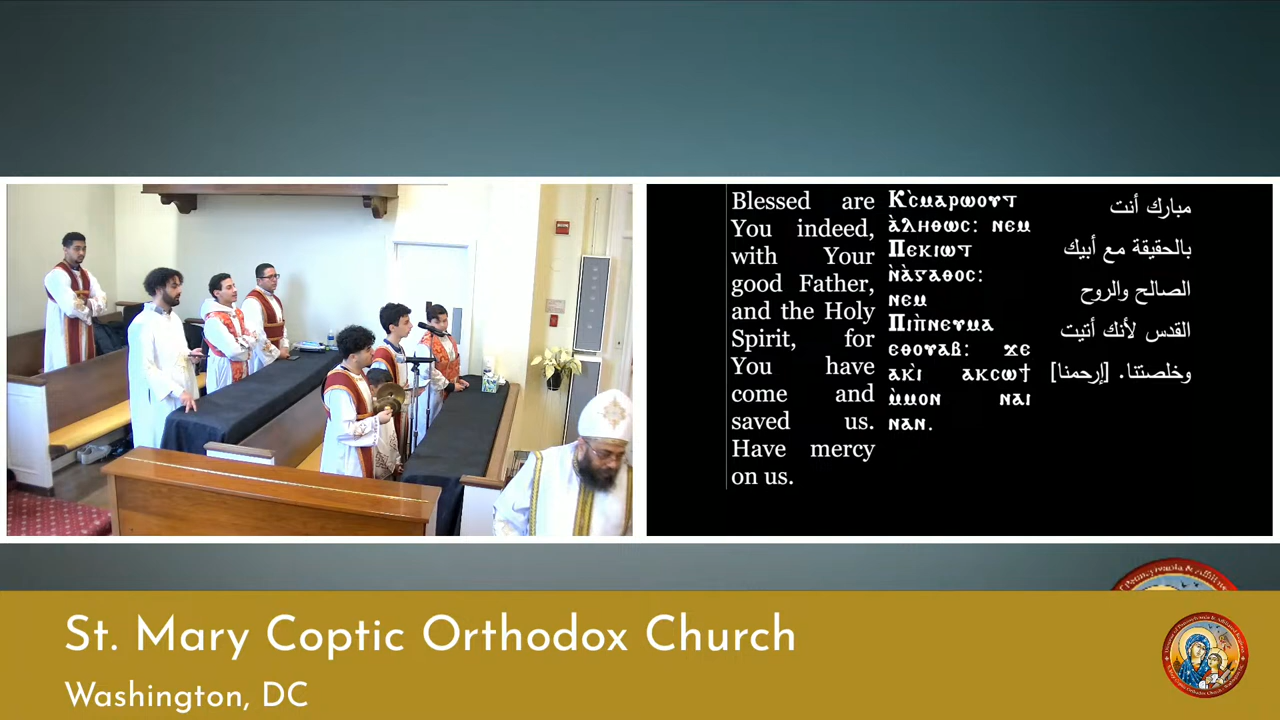 Blessed are
You indeed,
with Your
good Father,
and the Holy
Spirit, for
You have
come and
saved us.
Have mercy
on us.
Ⲕ̀ⲥⲙⲁⲣⲱⲟⲩⲧ
ⲁ̀ⲗⲏⲑⲱⲥ: ⲛⲉⲙ
Ⲡⲉⲕⲓⲱⲧ
ⲛ̀ⲁ̀ⲅⲁⲑⲟⲥ:
ⲛⲉⲙ
Ⲡⲓⲡ̀ⲛⲉⲩⲙⲁ
ⲉⲑⲟⲩⲁⲃ: ϫⲉ
ⲁⲕⲓ̀ ⲁⲕⲥⲱϯ
ⲙ̀ⲙⲟⲛ ⲛⲁⲓ
ⲛⲁⲛ.
مبارك أنت
بالحقيقة مع أبيك
الصالح والروح
القدس لأنك أتيت
وخلصتنا. [إرحمنا]
St. Mary Coptic Orthodox Church
Washington, DC